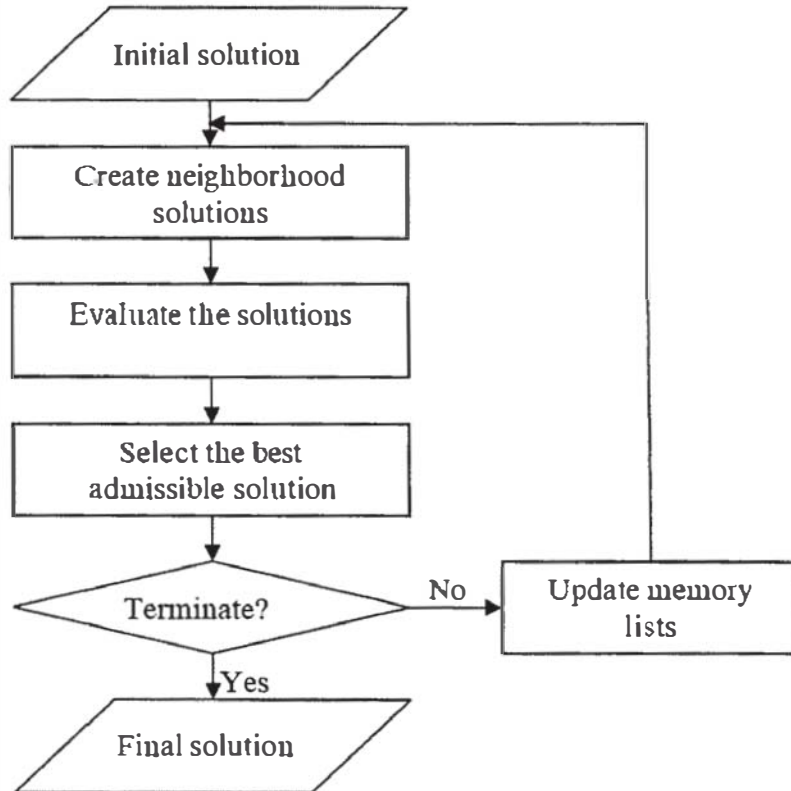 Initial solution
Create neighborhood
solutions
Evaluate the solutions
Select the best
admissible solution
Terminate?
No
Update memory
lists
Yes
Final solution